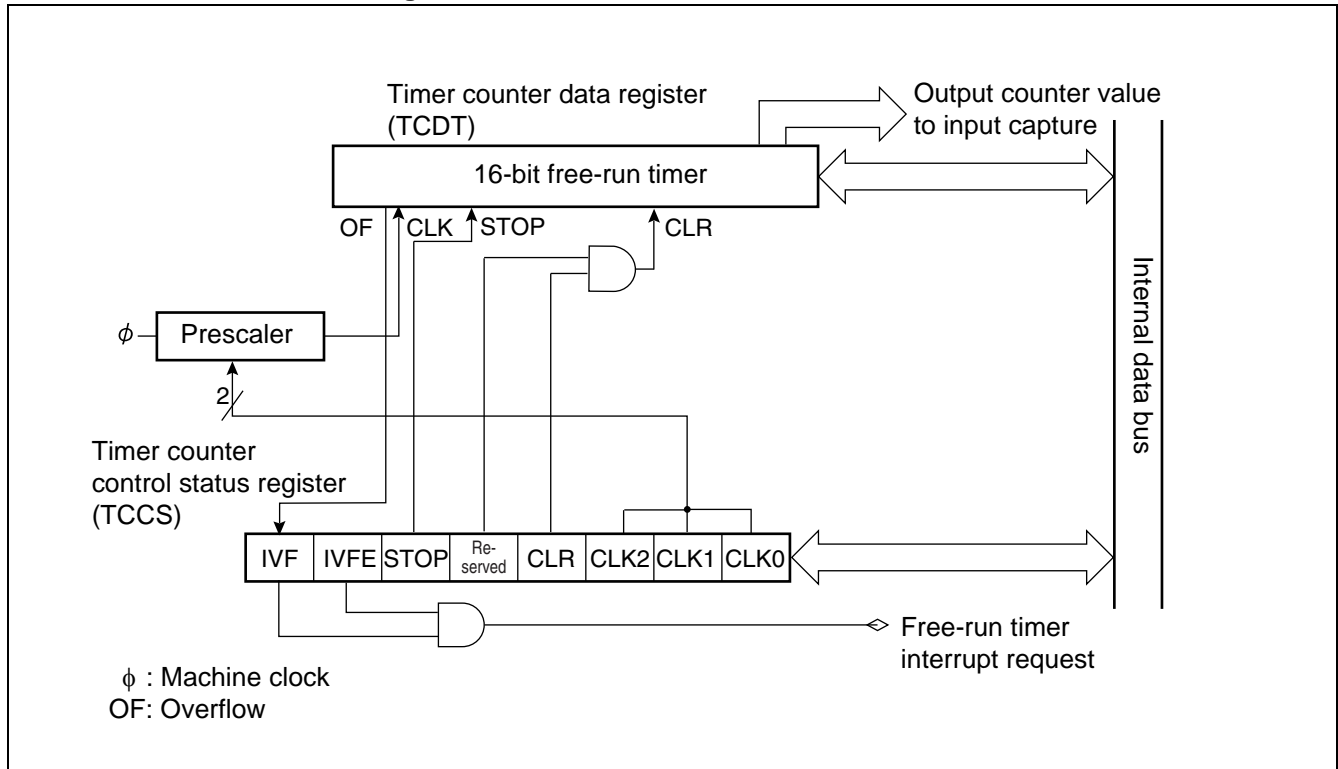 Timer counter data register
(TCDT)
Output counter value
to input capture
16-bit free-run timer
OF
CLK
STOP
CLR
Internal data bus
ϕ
Prescaler
2
Timer counter
control status register
(TCCS)
IVF
IVFE
STOP
Re-
served
CLR
CLK2
CLK1
CLK0
Free-run timer
interrupt request
ϕ : Machine clock
OF: Overflow